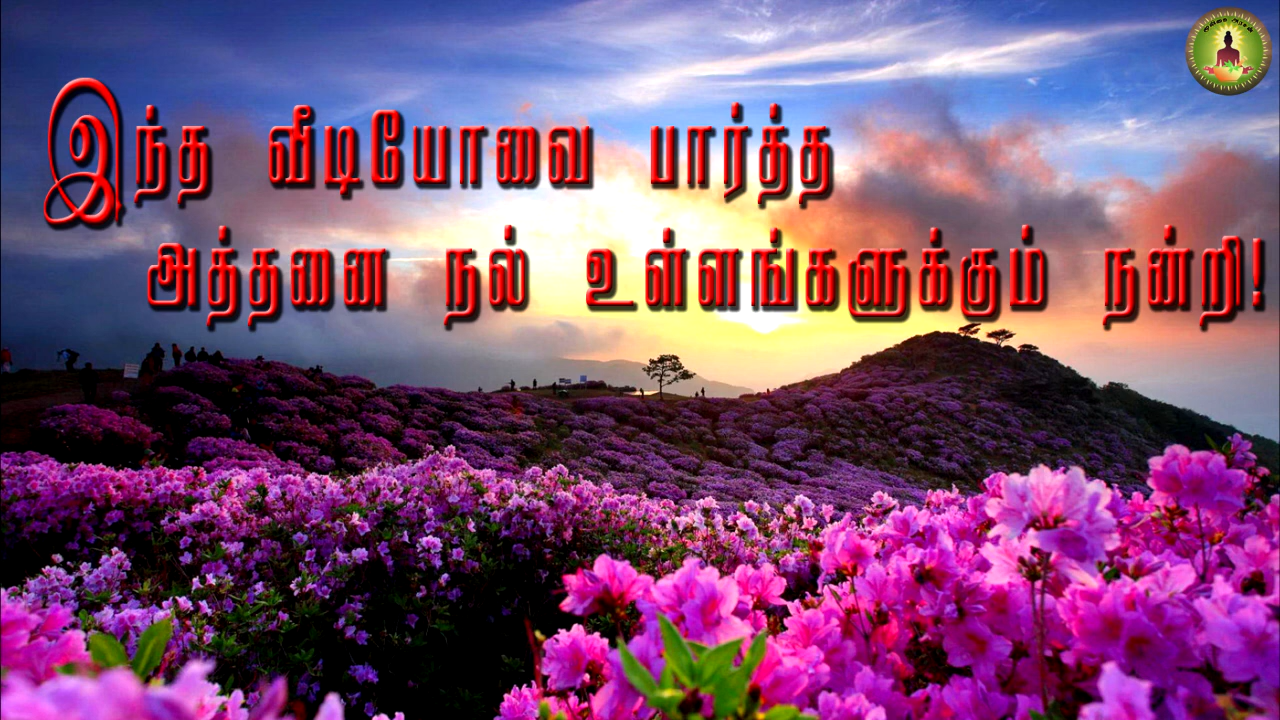 இந்த வீடியோவை பார்த்த
அத்தனை நல் உள்ளங்களுக்கும் நன்றி!